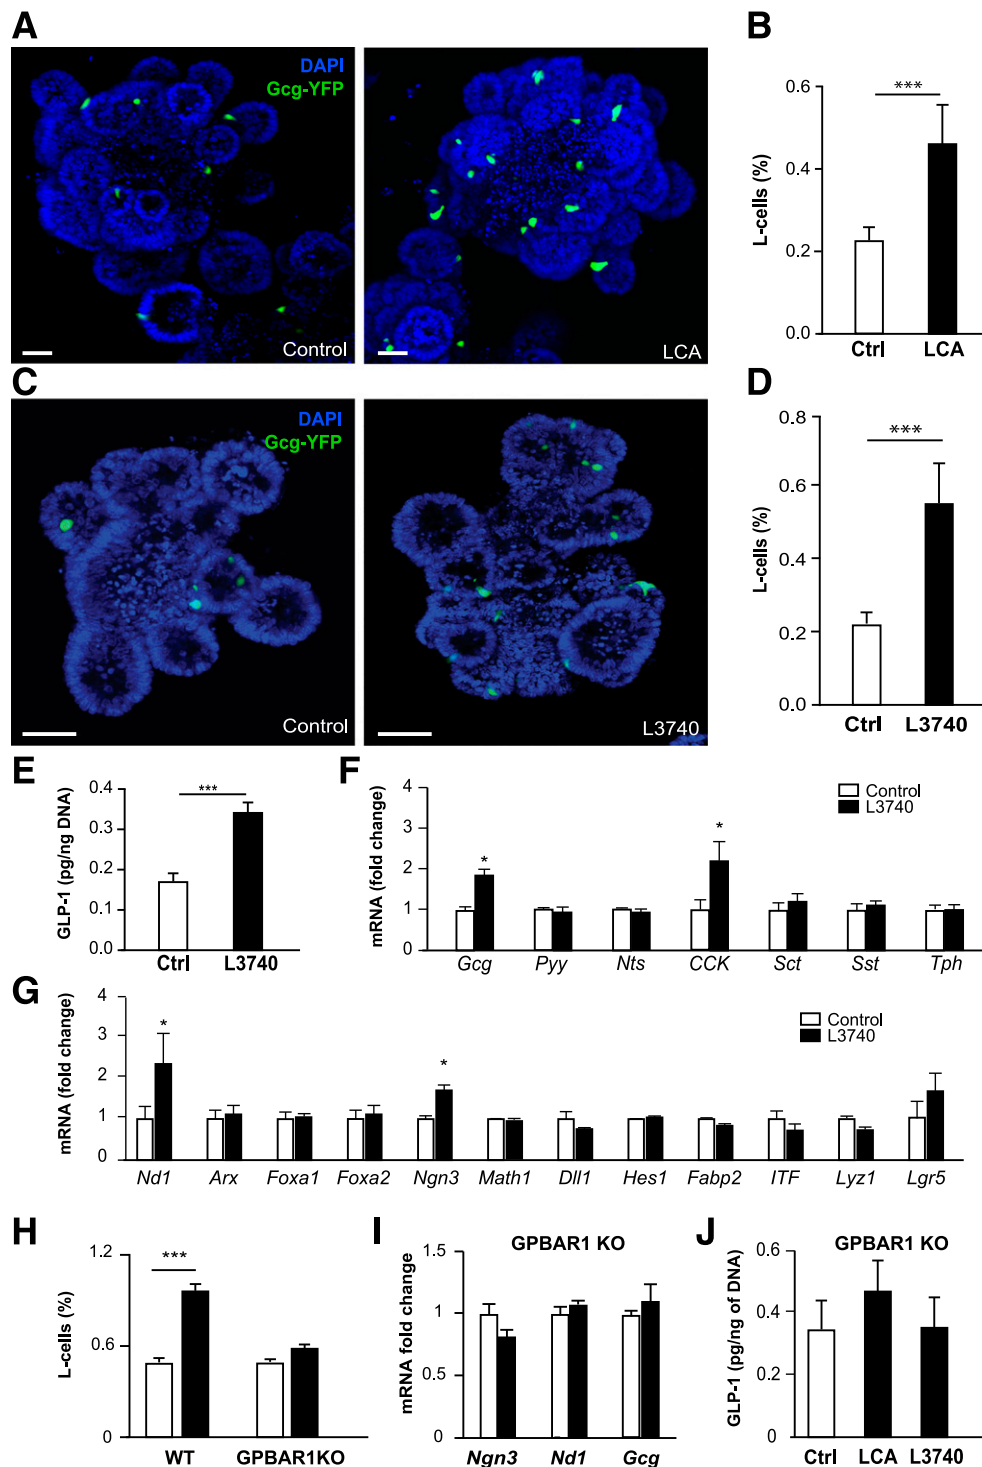 A
DAPI
Gcg-YFP
Control
LCA
B
L-cells (%)
0.6
0.4
0.2
0.0
***
Ctrl LCA
C
DAPI
Gcg-YFP
Control
L3740
D
L-cells (%)
0.8
0.6
0.4
0.2
0.0
***
Ctrl L3740
E
GLP-1 (pg/ng DNA)
0.4
0.3
0.2
0.1
0.0
***
Ctrl L3740
F
mRNA (fold change)
4
3
2
1
0
* *
Control
L3740
Gcg Pyy Nts CCK Sct Sst Tph
G
mRNA (fold change)
4
3
2
1
0
* *
Control
L3740
Nd1 Arx Foxa1 Foxa2 Ngn3 Math1 Dll1 Hes1 Fabp2 ITF Lyz1 Lgr5
H
L-cells (%)
1.2
0.6
0
***
WT GPBAR1KO
I
GPBAR1 KO
mRNA fold change
1.5
1
0.5
0
Ngn3 Nd1 Gcg
J
GPBAR1 KO
GLP-1 (pg/ng of DNA)
0.6
0.4
0.2
0
Ctrl LCA L3740